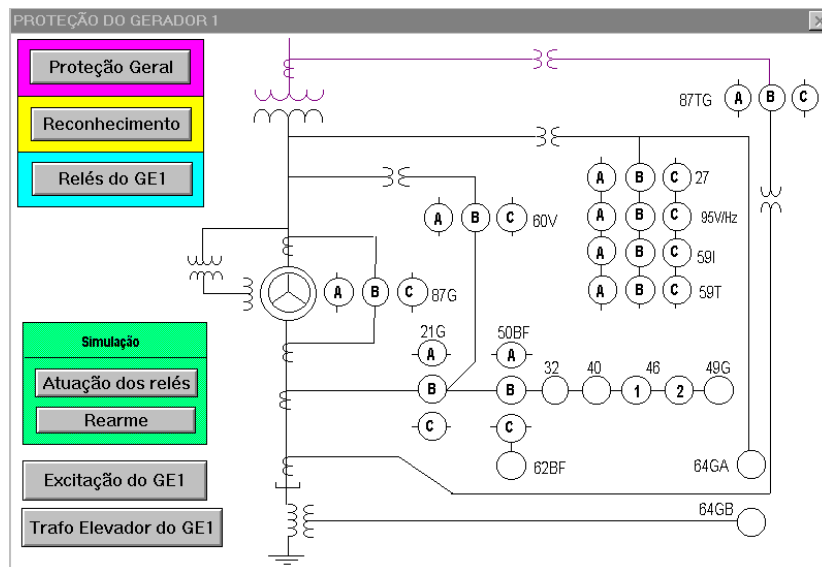 PROTEÇÃO DO GERADOR 1
Proteção Geral
Reconhecimento
Relés do GE1
87TG A B C
A B C 27
A B C 95V/Hz
A B C 59I
A B C 59T
A B C 60V
A B C 87G
Simulação
Atuação dos relés
Rearme
21G
A
B
C
50BF
A
B
C
32
40
46
1 2
49G
62BF
64GA
64GB
Excitação do GE1
Trafo Elevador do GE1